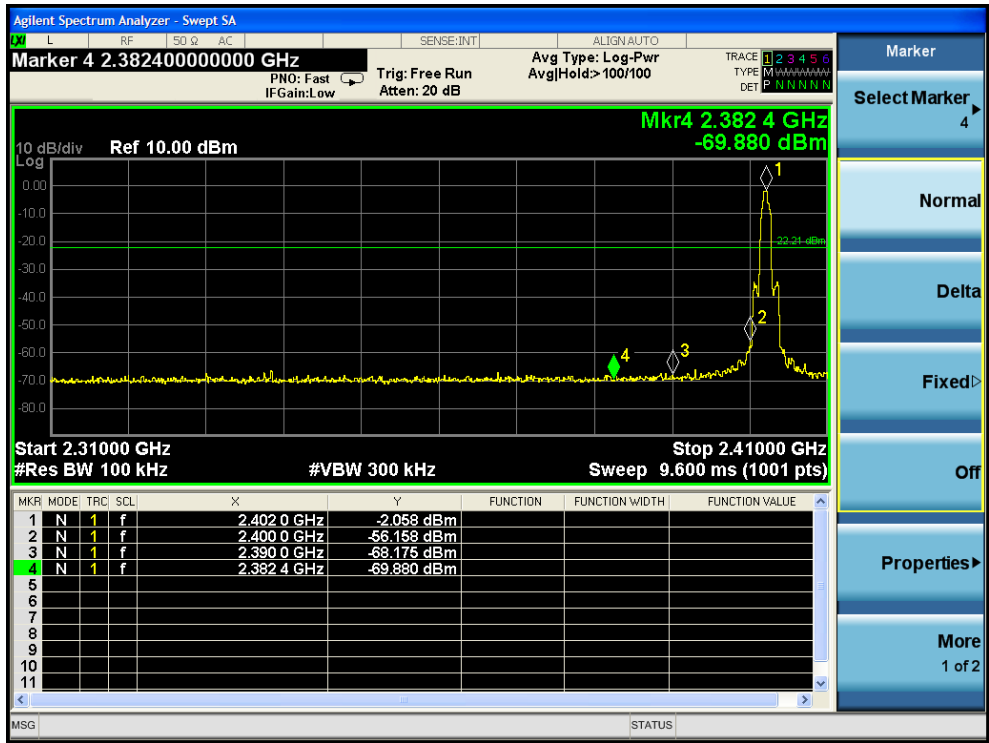 Agilent Spectrum Analyzer - Swept SA
LXI L RF 50 Ω AC SENSE:INT ALIGN AUTO
Marker 4 2.382400000000 GHz
PNO: Fast
IFGain:Low
Trig: Free Run
Atten: 20 dB
Avg Type: Log-Pwr
Avg|Hold:>100/100
TRACE 1 2 3 4 5 6
TYPE M WWWWW
DET P N N N N N
Mkr4 2.382 4 GHz
-69.880 dBm
10 dB/div Ref 10.00 dBm
Log
0.00
-10.0
-20.0
-30.0
-40.0
-50.0
-60.0
-70.0
-80.0
1
-22.21 dBm
2
3
4
Start 2.31000 GHz Stop 2.41000 GHz
#Res BW 100 kHz #VBW 300 kHz Sweep 9.600 ms (1001 pts)
MKR MODE TRC SCL X Y FUNCTION FUNCTION WIDTH FUNCTION VALUE
1 N 1 f 2.402 0 GHz -2.058 dBm
2 N 1 f 2.400 0 GHz -56.158 dBm
3 N 1 f 2.390 0 GHz -68.175 dBm
4 N 1 f 2.382 4 GHz -69.880 dBm
5
6
7
8
9
10
11
MSG STATUS
Marker
Select Marker
4
Normal
Delta
Fixed
Off
Properties
More
1 of 2